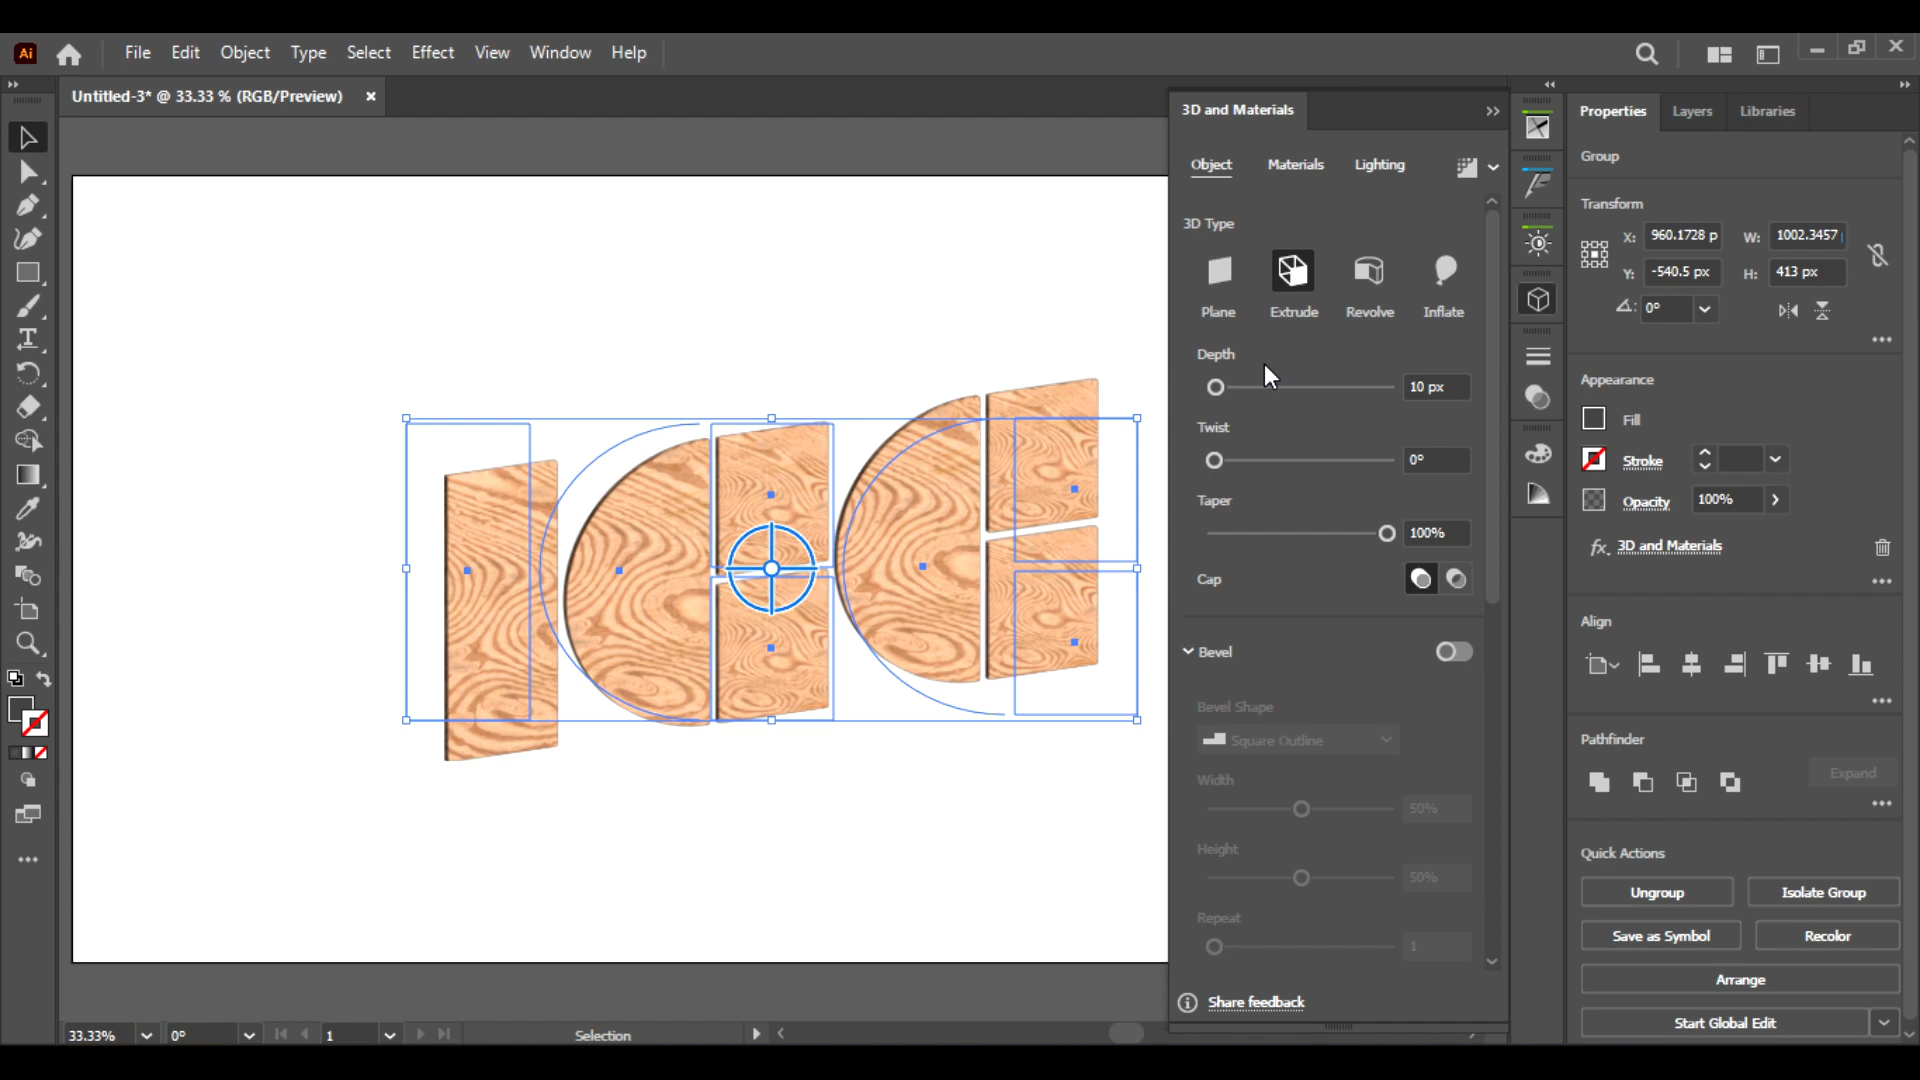 Ai
File Edit Object Type Select Effect View Window Help
Untitled-3* @ 33.33 % (RGB/Preview)
3D and Materials
Object Materials Lighting
3D Type
Plane Extrude Revolve Inflate
Depth
10 px
Twist
0°
Taper
100%
Cap
Bevel
Bevel Shape
Square Outline
Width
50%
Height
50%
Repeat
1
Share feedback
Properties Layers Libraries
Group
Transform
X: 960.1728 p W: 1002.3457
Y: -540.5 px H: 413 px
0°
Appearance
Fill
Stroke
Opacity 100%
fx. 3D and Materials
Align
Pathfinder
Expand
Quick Actions
Ungroup Isolate Group
Save as Symbol Recolor
Arrange
Start Global Edit
33.33% 0° 1 Selection